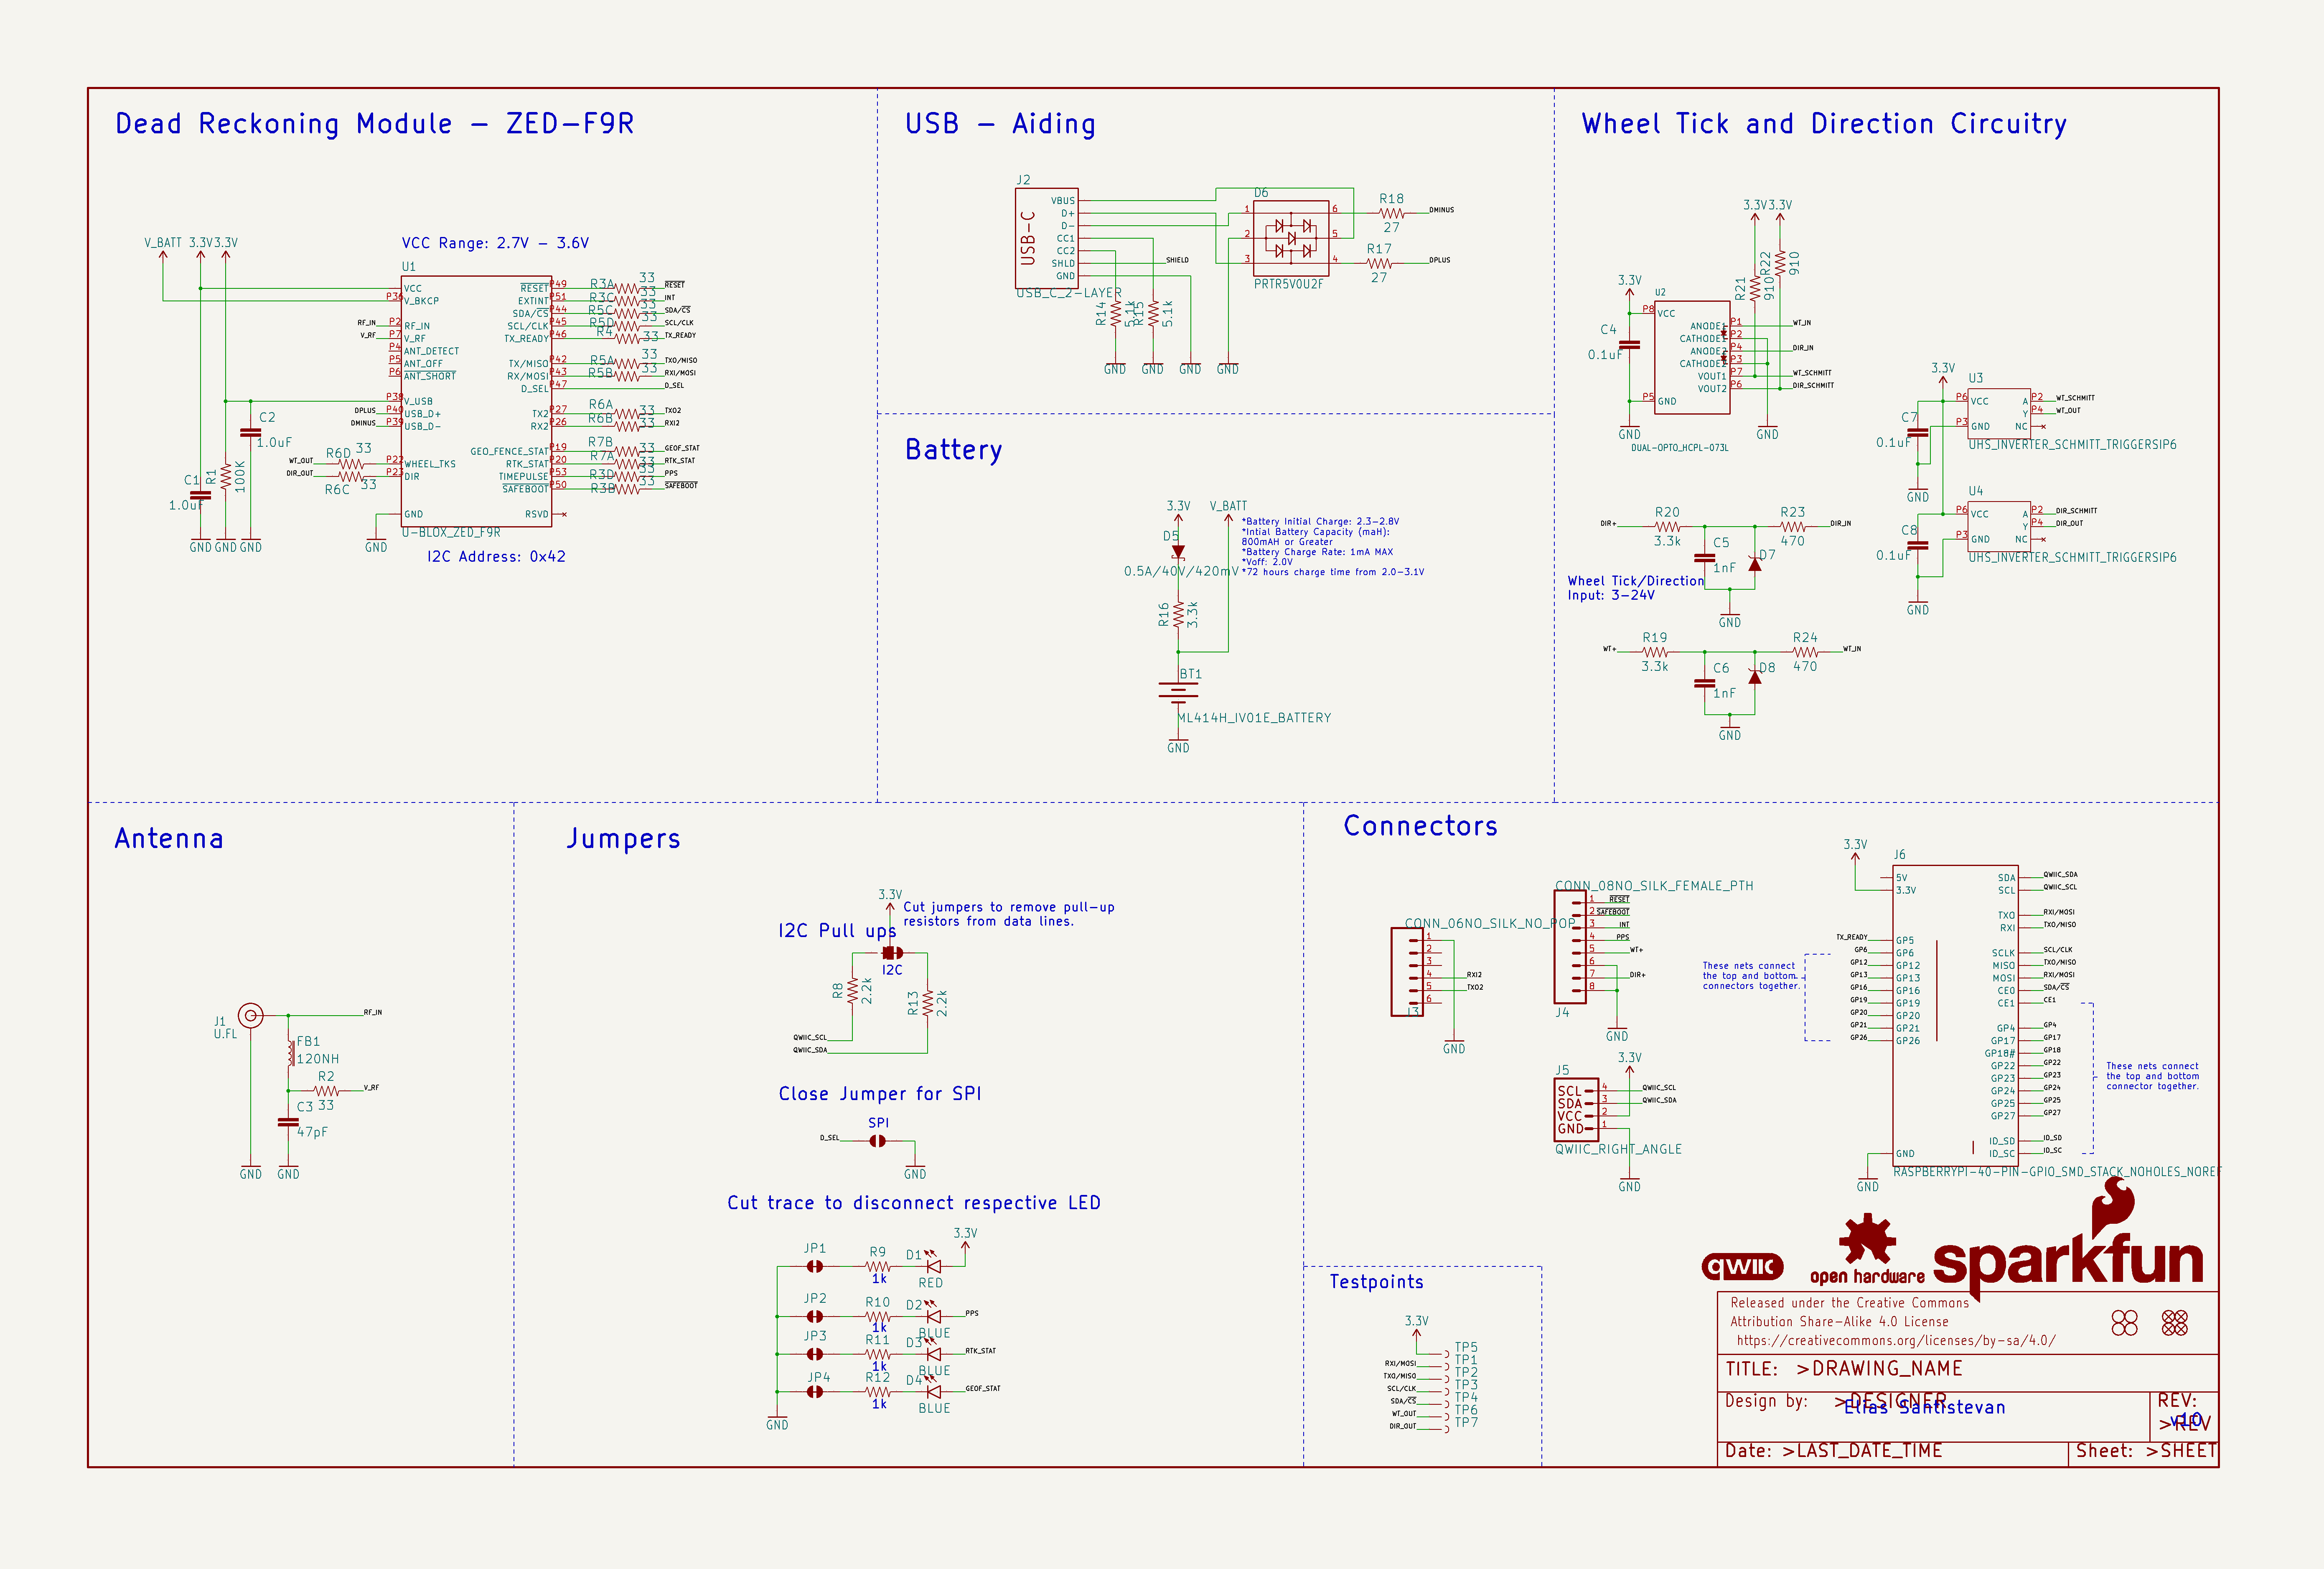 Dead Reckoning Module – ZED–F9R
V_BATT 3.3V 3.3V
VCC Range: 2.7V – 3.6V
U1
VCC
P36 V_BKCP
RF_IN P2 RF_IN
V_RF P7 V_RF
P4 ANT_DETECT
P5 ANT_OFF
P6 ANT_SHORT
P38 V_USB
DPLUS P40 USB_D+
DMINUS P39 USB_D-
WT_OUT R6D 33 P22 WHEEL_TKS
DIR_OUT R6C 33 P23 DIR
GND
RESET P49 R3A 33 RESET
EXTINT P51 R3C 33 INT
SDA/CS P44 R5C 33 SDA/CS
SCL/CLK P45 R5D 33 SCL/CLK
TX_READY P46 R4 33 TX_READY
TX/MISO P42 R5A 33 TXO/MISO
RX/MOSI P43 R5B 33 RXI/MOSI
D_SEL P47 D_SEL
TX2 P27 R6A 33 TXO2
RX2 P26 R6B 33 RXI2
GEO_FENCE_STAT P19 R7B 33 GEOF_STAT
RTK_STAT P20 R7A 33 RTK_STAT
TIMEPULSE P53 R3D 33 PPS
SAFEBOOT P50 R3B 33 SAFEBOOT
RSVD
C2
1.0uF
C1
1.0uF
R1
100K
GND GND GND
GND
U-BLOX_ZED_F9R
I2C Address: 0x42
USB – Aiding
J2
USB-C
VBUS
D+
D-
CC1
CC2
SHLD
GND
USB_C_2-LAYER
SHIELD
R14
5.1k
R15
5.1k
GND GND GND GND
D6
1
2
3
6
5
4
PRTR5V0U2F
R18
27
DMINUS
R17
27
DPLUS
Battery
3.3V V_BATT
D5
0.5A/40V/420mV
*Battery Initial Charge: 2.3–2.8V
*Intial Battery Capacity (maH):
800mAH or Greater
*Battery Charge Rate: 1mA MAX
*Voff: 2.0V
*72 hours charge time from 2.0–3.1V
R16
3.3k
BT1
ML414H_IV01E_BATTERY
GND
Wheel Tick and Direction Circuitry
3.3V 3.3V
R21
910
R22
910
3.3V
U2
P8 VCC
P5 GND
ANODE1 P1 WT_IN
CATHODE1 P2
ANODE2 P4 DIR_IN
CATHODE2 P3
VOUT1 P7 WT_SCHMITT
VOUT2 P6 DIR_SCHMITT
C4
0.1uF
GND
GND
DUAL-OPTO_HCPL-073L
3.3V
U3
P6 VCC
P3 GND
A P2 WT_SCHMITT
Y P4 WT_OUT
NC
C7
0.1uF
UHS_INVERTER_SCHMITT_TRIGGERSIP6
GND
U4
P6 VCC
P3 GND
A P2 DIR_SCHMITT
Y P4 DIR_OUT
NC
C8
0.1uF
UHS_INVERTER_SCHMITT_TRIGGERSIP6
GND
DIR+
R20
3.3k
R23
470
DIR_IN
C5
1nF
D7
GND
Wheel Tick/Direction
Input: 3–24V
WT+
R19
3.3k
R24
470
WT_IN
C6
1nF
D8
GND
Antenna
J1
U.FL
RF_IN
FB1
120NH
R2
33
V_RF
C3
47pF
GND GND
Jumpers
3.3V
Cut jumpers to remove pull–up
resistors from data lines.
I2C Pull ups
I2C
R8
2.2k
R13
2.2k
QWIIC_SCL
QWIIC_SDA
Close Jumper for SPI
SPI
D_SEL
GND
Cut trace to disconnect respective LED
3.3V
JP1 R9 D1
1k RED
JP2 R10 D2 PPS
1k BLUE
JP3 R11 D3 RTK_STAT
1k BLUE
JP4 R12 D4 GEOF_STAT
1k BLUE
GND
Connectors
CONN_06NO_SILK_NO_POP
1
2
3
4 RXI2
5 TXO2
6
J3
GND
CONN_08NO_SILK_FEMALE_PTH
1 RESET
2 SAFEBOOT
3 INT
4 PPS
5 WT+
6
7 DIR+
8
J4
GND
3.3V
J5
SCL 4 QWIIC_SCL
SDA 3 QWIIC_SDA
VCC 2
GND 1
QWIIC_RIGHT_ANGLE
GND
3.3V
J6
5V
3.3V
TX_READY GP5
GP6 GP6
GP12 GP12
GP13 GP13
GP16 GP16
GP19 GP19
GP20 GP20
GP21 GP21
GP26 GP26
GND
SDA QWIIC_SDA
SCL QWIIC_SCL
TXO RXI/MOSI
RXI TXO/MISO
SCLK SCL/CLK
MISO TXO/MISO
MOSI RXI/MOSI
CE0 SDA/CS
CE1 CE1
GP4 GP4
GP17 GP17
GP18# GP18
GP22 GP22
GP23 GP23
GP24 GP24
GP25 GP25
GP27 GP27
ID_SD ID_SD
ID_SC ID_SC
GND
RASPBERRYPI-40-PIN-GPIO_SMD_STACK_NOHOLES_NOREF
These nets connect
the top and bottom
connectors together.
These nets connect
the top and bottom
connector together.
Testpoints
3.3V
TP5
RXI/MOSI TP1
TXO/MISO TP2
SCL/CLK TP3
SDA/CS TP4
WT_OUT TP6
DIR_OUT TP7
qwiic
open hardware
sparkfun
Released under the Creative Commons
Attribution Share-Alike 4.0 License
https://creativecommons.org/licenses/by-sa/4.0/
TITLE: >DRAWING_NAME
Design by: >DESIGNER
Elias Santistevan
REV:
>REV
v10
Date: >LAST_DATE_TIME
Sheet: >SHEET